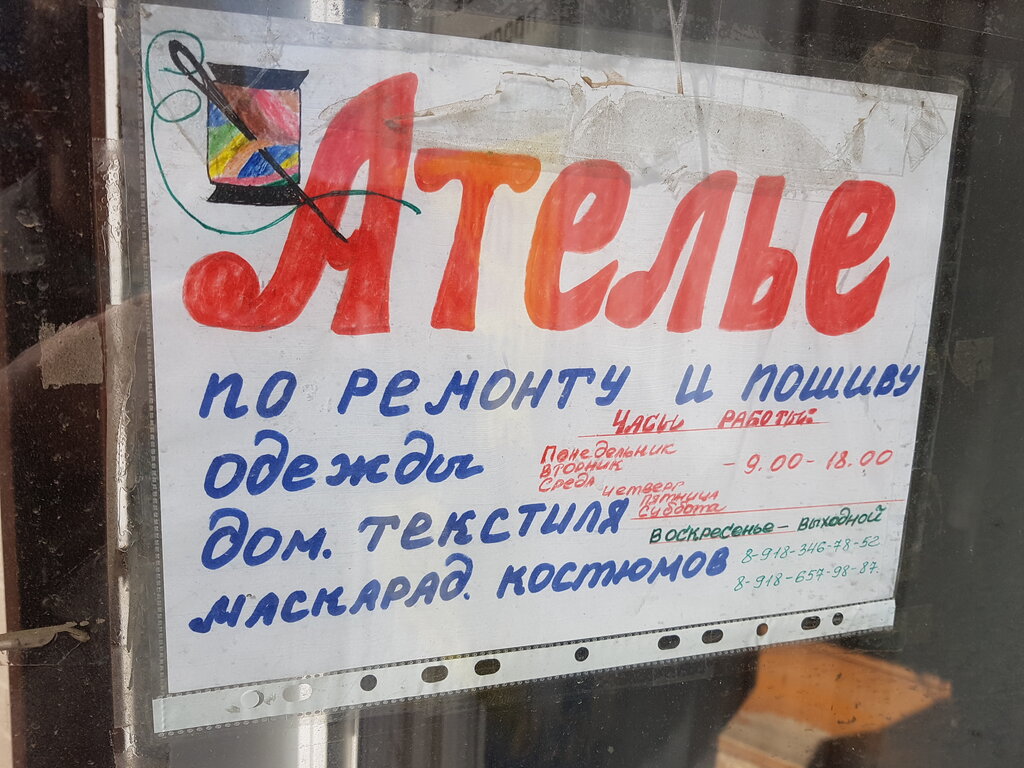 Ателье
по ремонту и пошиву
одежды
дом. текстиля
маскарад. костюмов
Часы работы:
Понедельник
Вторник
Среда
четверг
пятница
суббота
- 9.00 - 18.00
Воскресенье - выходной
8-918-346-78-52
8-918-657-98-87.